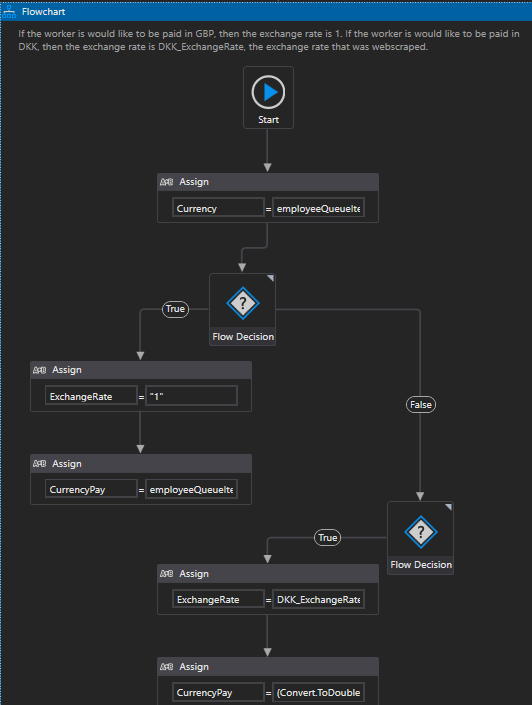 Flowchart
If the worker is would like to be paid in GBP, then the exchange rate is 1. If the worker is would like to be paid in
DKK, then the exchange rate is DKK_ExchangeRate, the exchange rate that was webscraped.
Start
A+B Assign
Currency = employeeQueueIte
Flow Decision
True
False
A+B Assign
ExchangeRate = "1"
A+B Assign
CurrencyPay = employeeQueueIte
Flow Decision
True
A+B Assign
ExchangeRate = DKK_ExchangeRate
A+B Assign
CurrencyPay = (Convert.ToDouble